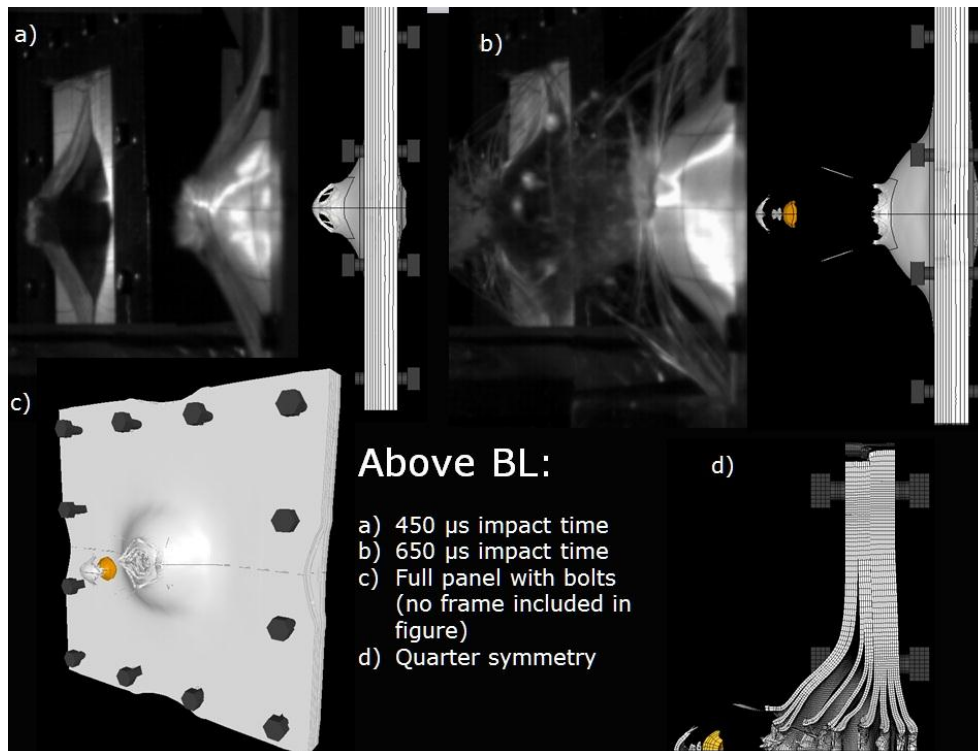 a)
b)
c)
d)
Above BL:
a) 450 µs impact time
b) 650 µs impact time
c) Full panel with bolts
(no frame included in
figure)
d) Quarter symmetry